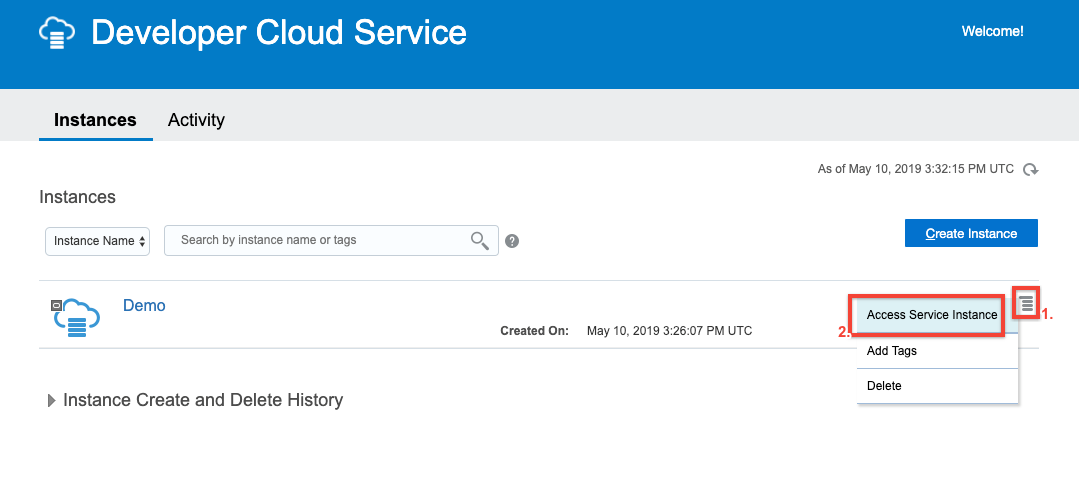 Developer Cloud Service
Welcome!
Instances
Activity
As of May 10, 2019 3:32:15 PM UTC
Instances
Instance Name
Search by instance name or tags
?
Create Instance
Demo
Created On: May 10, 2019 3:26:07 PM UTC
1.
2.
Access Service Instance
Add Tags
Delete
Instance Create and Delete History